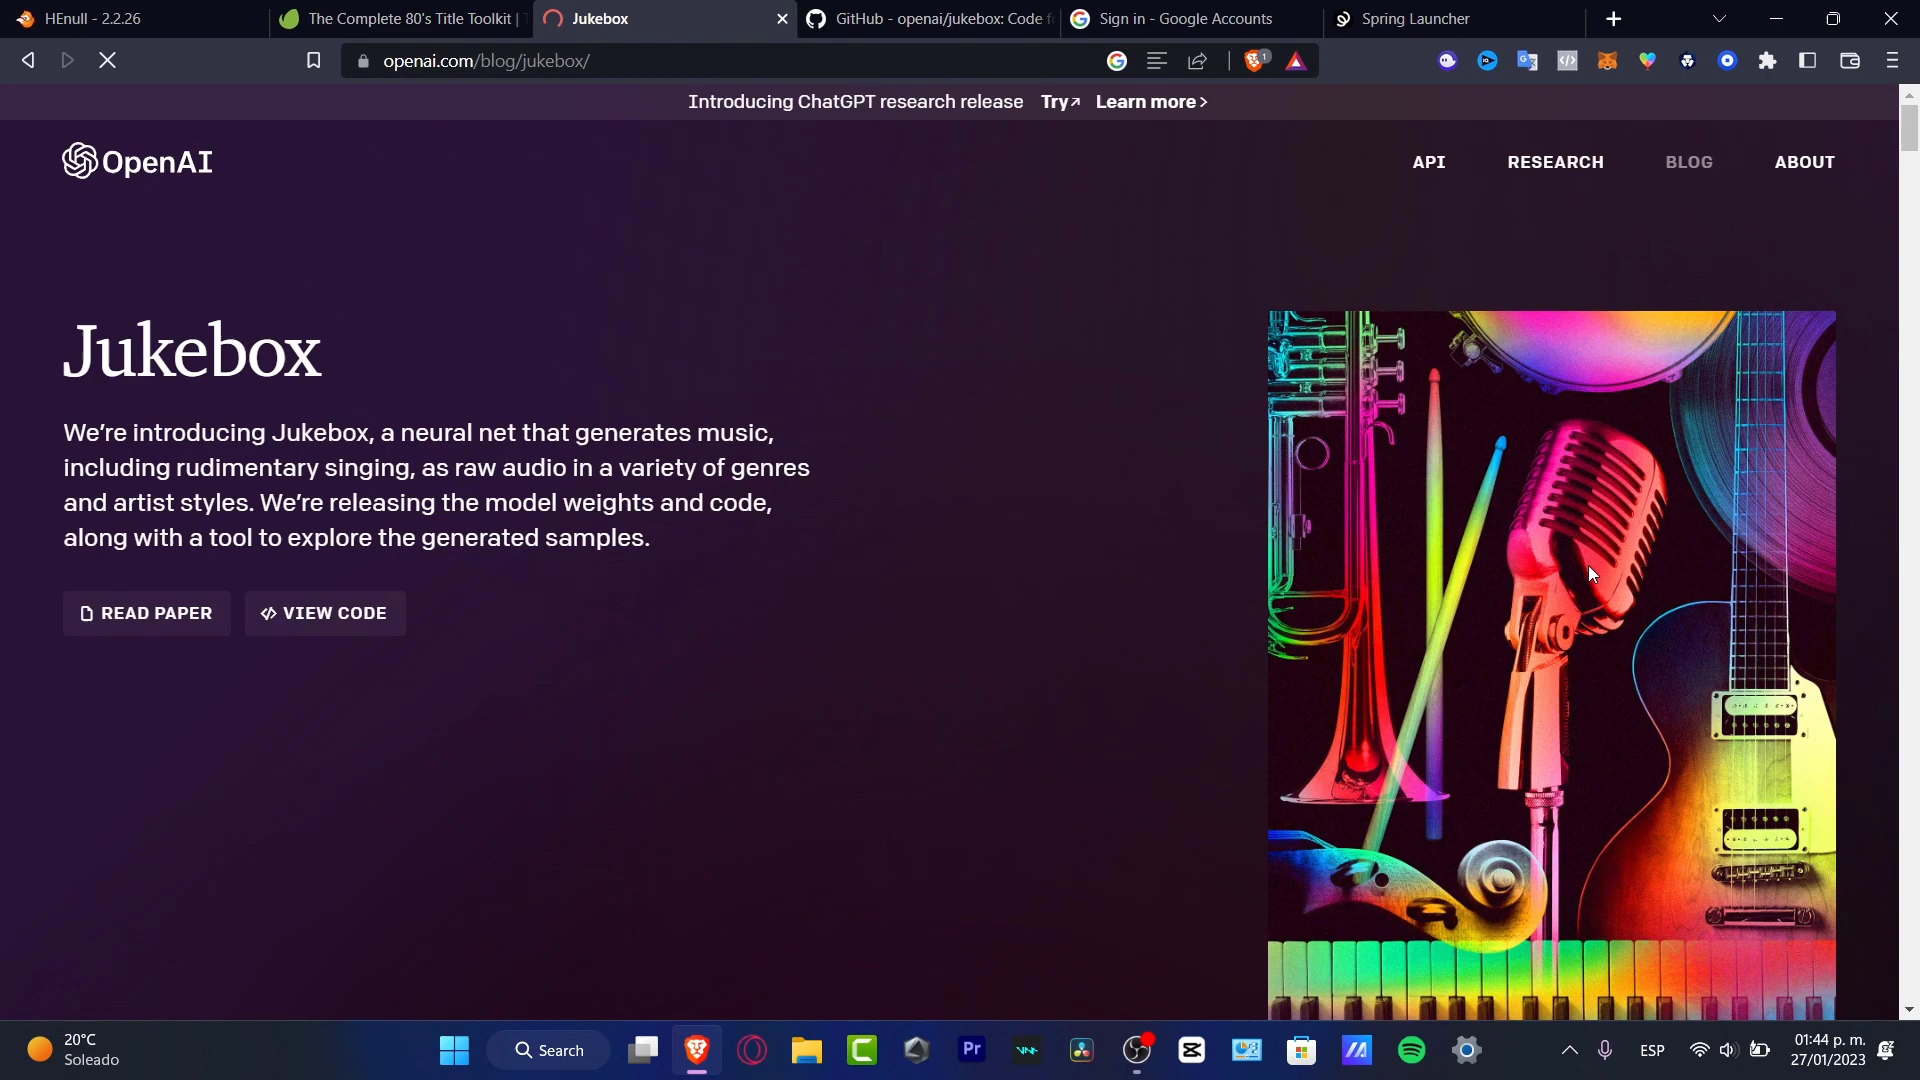 HEnull - 2.2.26
The Complete 80's Title Toolkit |
Jukebox
GitHub - openai/jukebox: Code f
Sign in - Google Accounts
Spring Launcher
openai.com/blog/jukebox/
1
Introducing ChatGPT research release Try↗ Learn more >
OpenAI
API
RESEARCH
BLOG
ABOUT
Jukebox
We're introducing Jukebox, a neural net that generates music,
including rudimentary singing, as raw audio in a variety of genres
and artist styles. We're releasing the model weights and code,
along with a tool to explore the generated samples.
READ PAPER
</> VIEW CODE
20°C
Soleado
Search
Pr
ESP
01:44 p. m.
27/01/2023